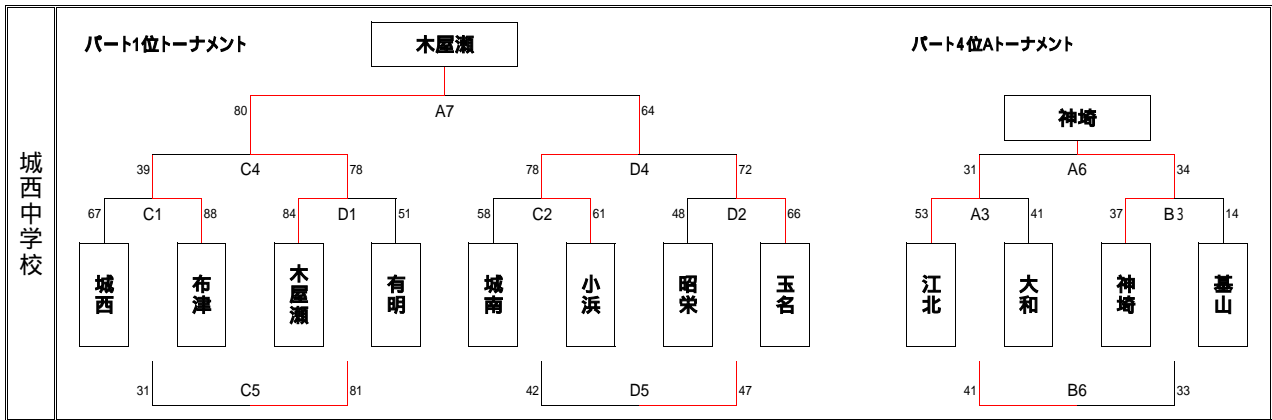 城西中学校
パート1位トーナメント
木屋瀬
パート4位Aトーナメント
80 A7 64
神埼
39 C4 78 78 D4 72 31 A6 34
67 C1 88 84 D1 51 58 C2 61 48 D2 66 53 A3 41 37 B3 14
城西 布津 木屋瀬 有明 城南 小浜 昭栄 玉名 江北 大和 神埼 基山
31 C5 81 42 D5 47 41 B6 33